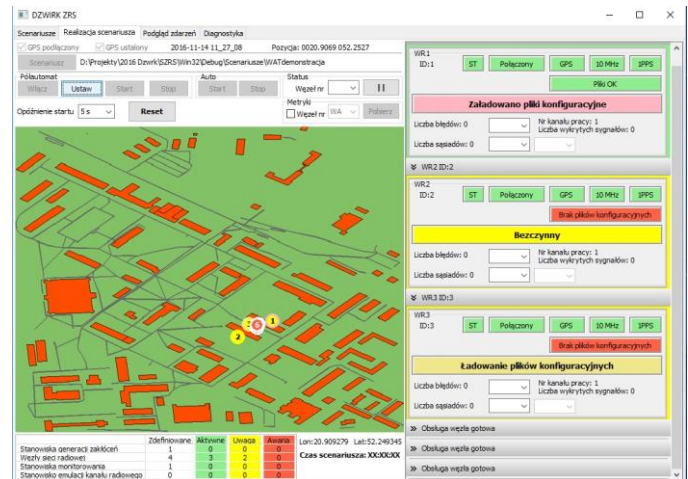 DZWIRK ZRS
Scenariusze Realizacja scenariusza Podgląd zdarzeń Diagnostyka
GPS podłączony GPS ustalony 2016-11-14 11_27_08 Pozycja: 0020.9069 052.2527
Scenariusz D:\Projekty\2016 Dzwrk\SZRS\Win32\Debug\Scenariusze\WATdemonstracja
Półautomat Auto Status
Włącz Ustaw Start Stop Start Stop Węzeł nr
Metryki
Opóźnienie startu 5 s Reset Węzeł nr WA Pobierz
1
2
Zdefiniowane Aktywne Uwaga Awaria
Stanowiska generacji zakłóceń 1 0 0 0
Węzły sieci radiowej 4 3 2 0
Stanowiska monitorowania 1 0 0 0
Stanowisko emulacji kanału radiowego 0 0 0 0
Lon:20.909279 Lat:52.249345
Czas scenariusza: XX:XX:XX
WR1
ID:1 ST Połączony GPS 10 MHz 1PPS
Pliki OK
Załadowano pliki konfiguracyjne
Liczba błędów: 0 Nr kanału pracy: 1
Liczba wykrytych sygnałów: 0
Liczba sąsiadów: 0
WR2 ID:2
WR2
ID:2 ST Połączony GPS 10 MHz 1PPS
Brak plików konfiguracyjnych
Bezczynny
Liczba błędów: 0 Nr kanału pracy: 1
Liczba wykrytych sygnałów: 0
Liczba sąsiadów: 0
WR3 ID:3
WR3
ID:3 ST Połączony GPS 10 MHz 1PPS
Brak plików konfiguracyjnych
Ładowanie plików konfiguracyjnych
Liczba błędów: 0 Nr kanału pracy: 1
Liczba wykrytych sygnałów: 0
Liczba sąsiadów: 0
Obsługa węzła gotowa
Obsługa węzła gotowa
Obsługa węzła gotowa